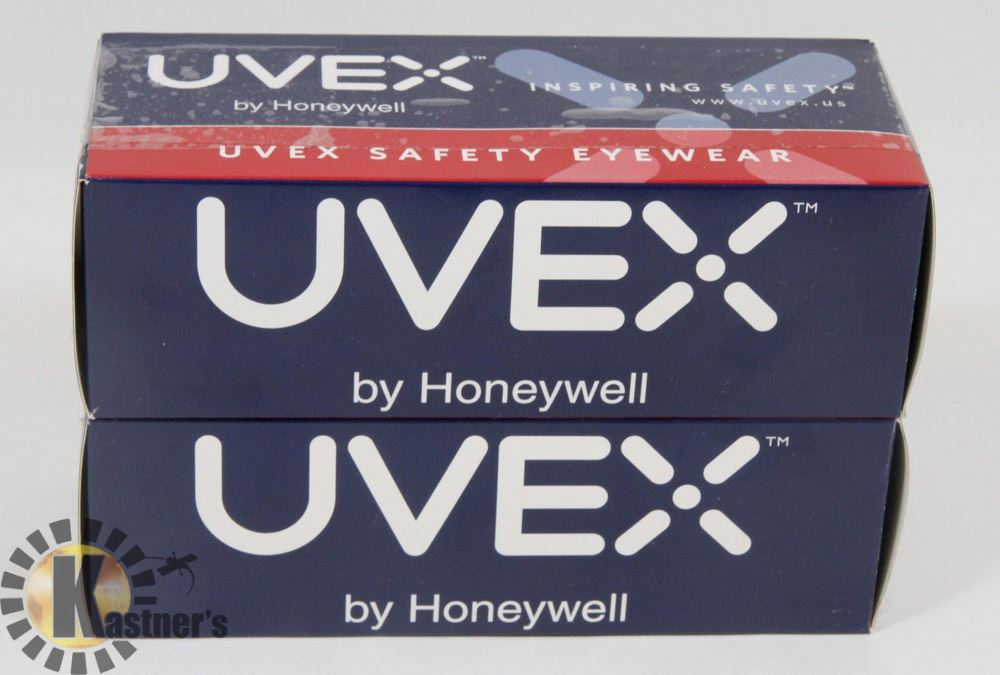 UVEX™
by Honeywell
INSPIRING SAFETY™
www.uvex.us
UVEX SAFETY EYEWEAR
UVEX™
by Honeywell
UVEX™
by Honeywell
Kastner's